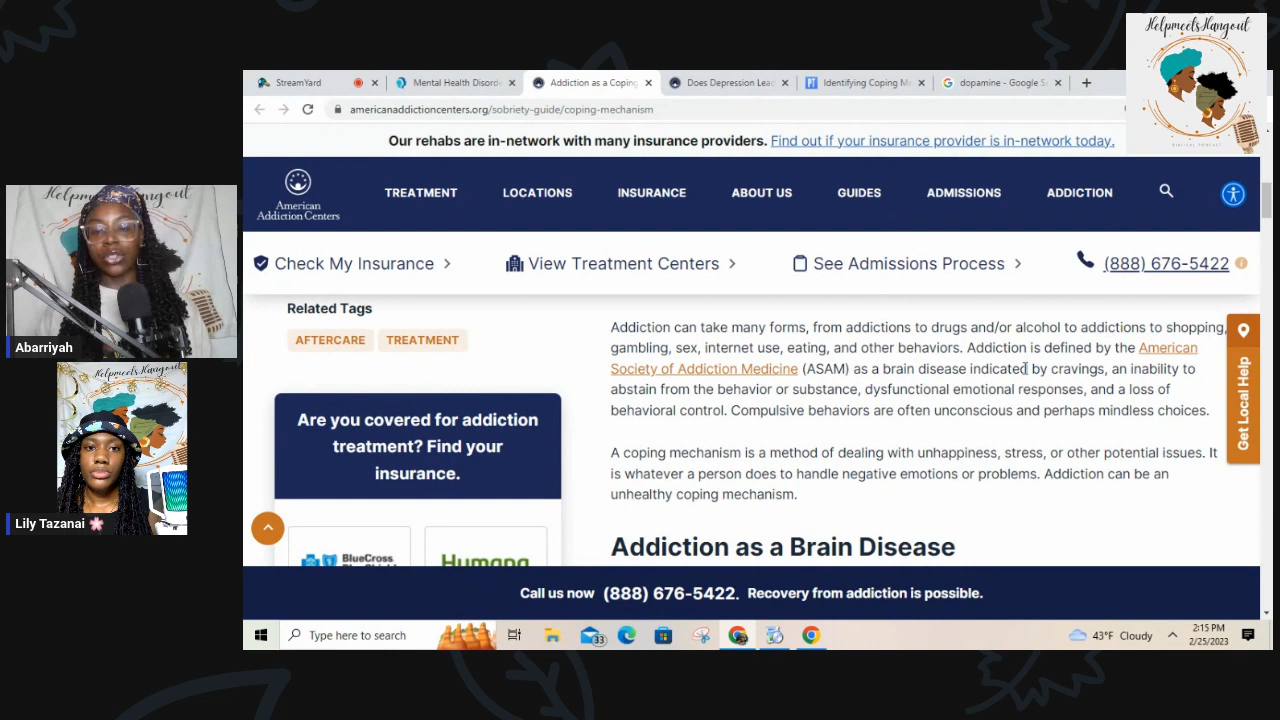 HelpmeetsHangout
BIBLICAL PODCAST
StreamYard
Mental Health Disord
Addiction as a Coping
Does Depression Lea
Identifying Coping M
dopamine - Google S
americanaddictioncenters.org/sobriety-guide/coping-mechanism
Our rehabs are in-network with many insurance providers. Find out if your insurance provider is in-network today.
American
Addiction Centers
TREATMENT LOCATIONS INSURANCE ABOUT US GUIDES ADMISSIONS ADDICTION
Check My Insurance View Treatment Centers See Admissions Process (888) 676-5422
Related Tags
AFTERCARE TREATMENT
Are you covered for addiction
treatment? Find your
insurance.
BlueCross
Humana
Addiction can take many forms, from addictions to drugs and/or alcohol to addictions to shopping,
gambling, sex, internet use, eating, and other behaviors. Addiction is defined by the American
Society of Addiction Medicine (ASAM) as a brain disease indicated by cravings, an inability to
abstain from the behavior or substance, dysfunctional emotional responses, and a loss of
behavioral control. Compulsive behaviors are often unconscious and perhaps mindless choices.
A coping mechanism is a method of dealing with unhappiness, stress, or other potential issues. It
is whatever a person does to handle negative emotions or problems. Addiction can be an
unhealthy coping mechanism.
Addiction as a Brain Disease
Get Local Help
Call us now (888) 676-5422. Recovery from addiction is possible.
Type here to search
33
43°F Cloudy
2:15 PM
2/25/2023
Helpmeets Hangout
Abarriyah
HelpmeetsHangout
Lily Tazanai 🌸